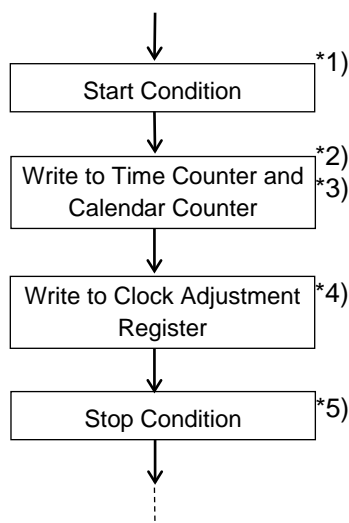 *1)
Start Condition
*2)
Write to Time Counter and
*3)
Calendar Counter
Write to Clock Adjustment
*4)
Register
Stop Condition
*5)